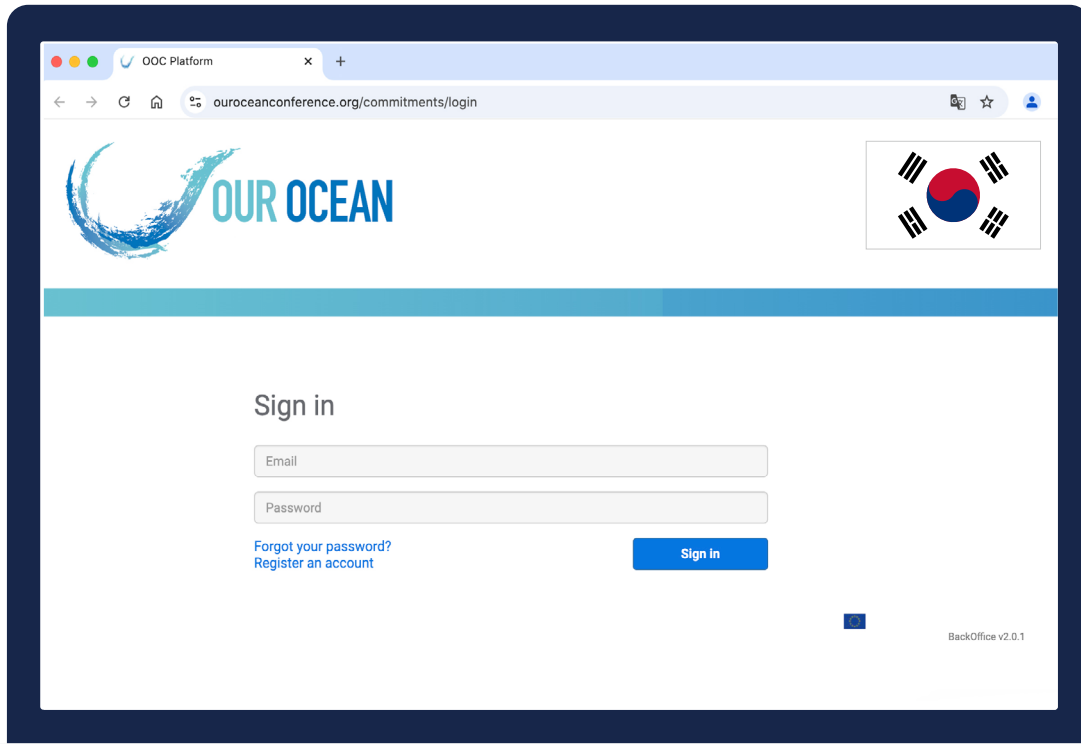 OOC Platform
ouroceanconference.org/commitments/login
OUR OCEAN
Sign in
Email
Password
Forgot your password?
Register an account
Sign in
BackOffice v2.0.1